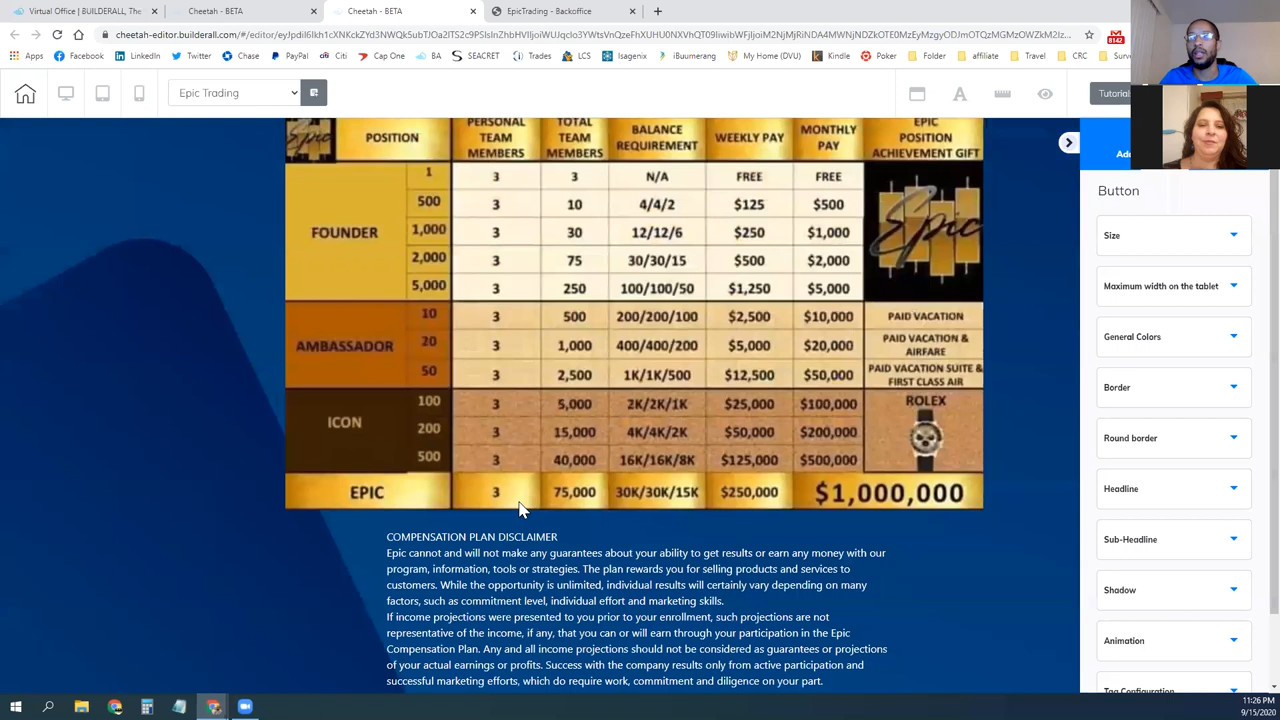 Virtual Office | BUILDERALL, The
Cheetah - BETA
Cheetah - BETA
EpicTrading - Backoffice
Apps Facebook LinkedIn Twitter Chase PayPal Citi Cap One BA SEACRET Trades LCS Isagenix iBuumerang My Home (DVU) Kindle Poker Folder affiliate Travel CRC
8142
Epic Trading
Button
Size
Maximum width on the tablet
General Colors
Border
Round border
Headline
Sub-Headline
Shadow
Animation
Tag Configuration
Epic POSITION PERSONAL TEAM MEMBERS TOTAL TEAM MEMBERS BALANCE REQUIREMENT WEEKLY PAY MONTHLY PAY EPIC POSITION ACHIEVEMENT GIFT
FOUNDER
1 3 3 N/A FREE FREE
500 3 10 4/4/2 $125 $500
1,000 3 30 12/12/6 $250 $1,000
2,000 3 75 30/30/15 $500 $2,000
5,000 3 250 100/100/50 $1,250 $5,000
Epic
AMBASSADOR
10 3 500 200/200/100 $2,500 $10,000 PAID VACATION
20 3 1,000 400/400/200 $5,000 $20,000 PAID VACATION & AIRFARE
50 3 2,500 1K/1K/500 $12,500 $50,000 PAID VACATION SUITE & FIRST CLASS AIR
ICON
100 3 5,000 2K/2K/1K $25,000 $100,000 ROLEX
200 3 15,000 4K/4K/2K $50,000 $200,000
500 3 40,000 16K/16K/8K $125,000 $500,000
EPIC 3 75,000 30K/30K/15K $250,000 $1,000,000
COMPENSATION PLAN DISCLAIMER
Epic cannot and will not make any guarantees about your ability to get results or earn any money with our
program, information, tools or strategies. The plan rewards you for selling products and services to
customers. While the opportunity is unlimited, individual results will certainly vary depending on many
factors, such as commitment level, individual effort and marketing skills.
If income projections were presented to you prior to your enrollment, such projections are not
representative of the income, if any, that you can or will earn through your participation in the Epic
Compensation Plan. Any and all income projections should not be considered as guarantees or projections
of your actual earnings or profits. Success with the company results only from active participation and
successful marketing efforts, which do require work, commitment and diligence on your part.
11:26 PM
9/15/2020